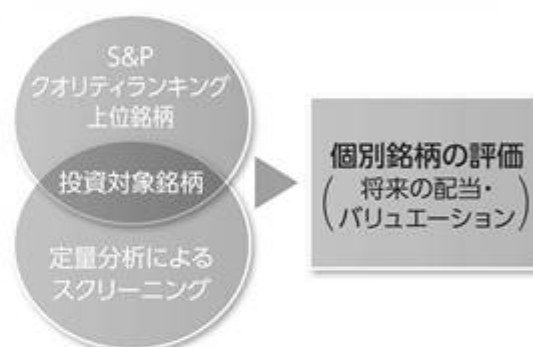 S&P
クオリティランキング
上位銘柄
投資対象銘柄
定量分析による
スクリーニング
個別銘柄の評価
(将来の配当・
バリュエーション)